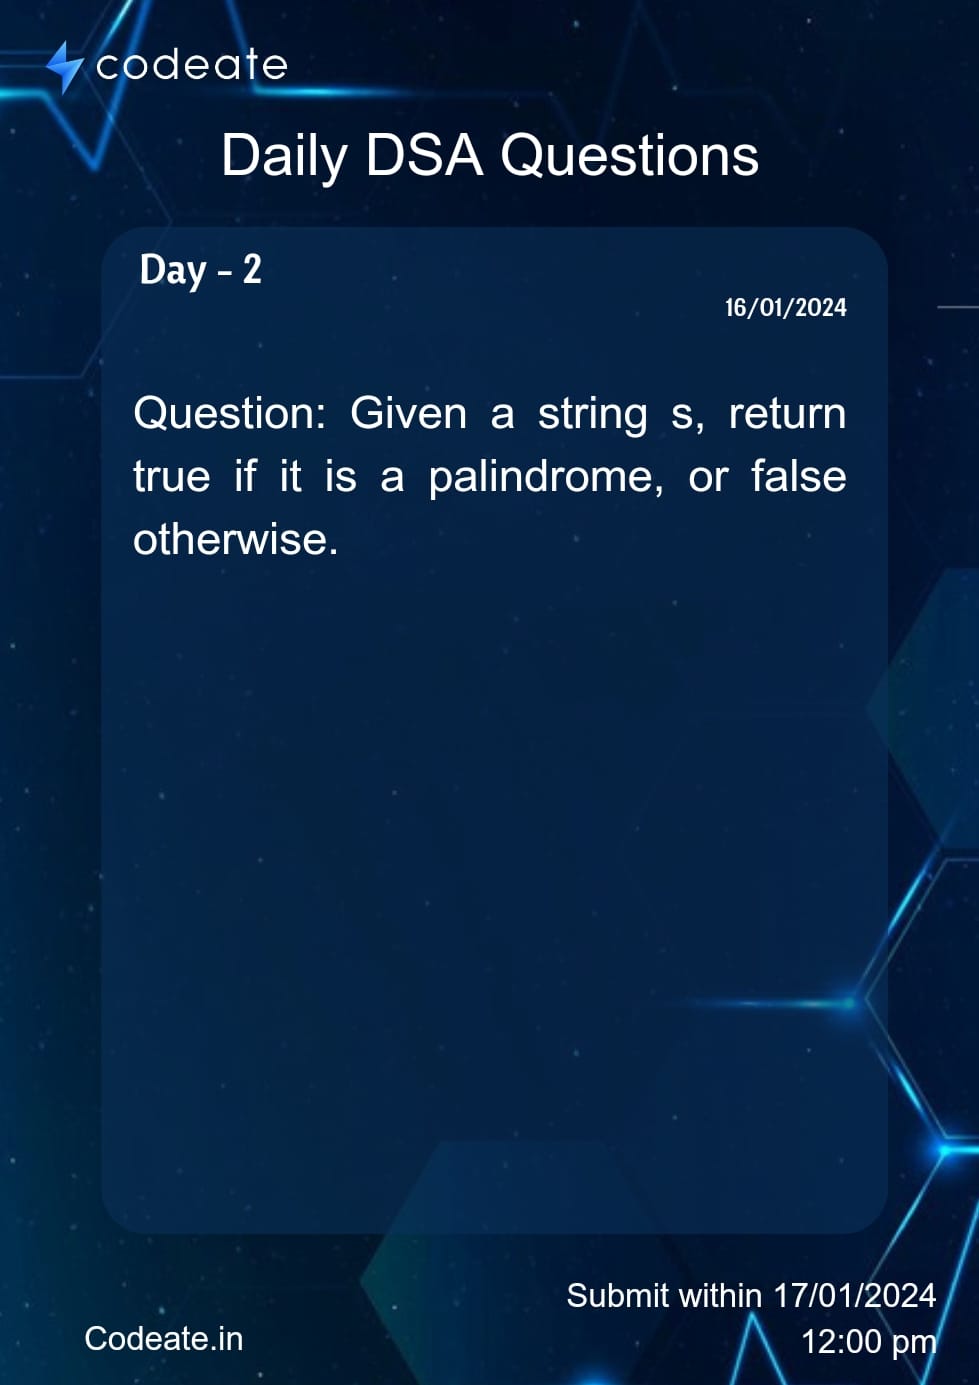 codeate
Daily DSA Questions
Day - 2
16/01/2024
Question: Given a string s, return
true if it is a palindrome, or false
otherwise.
Submit within 17/01/2024
12:00 pm
Codeate.in